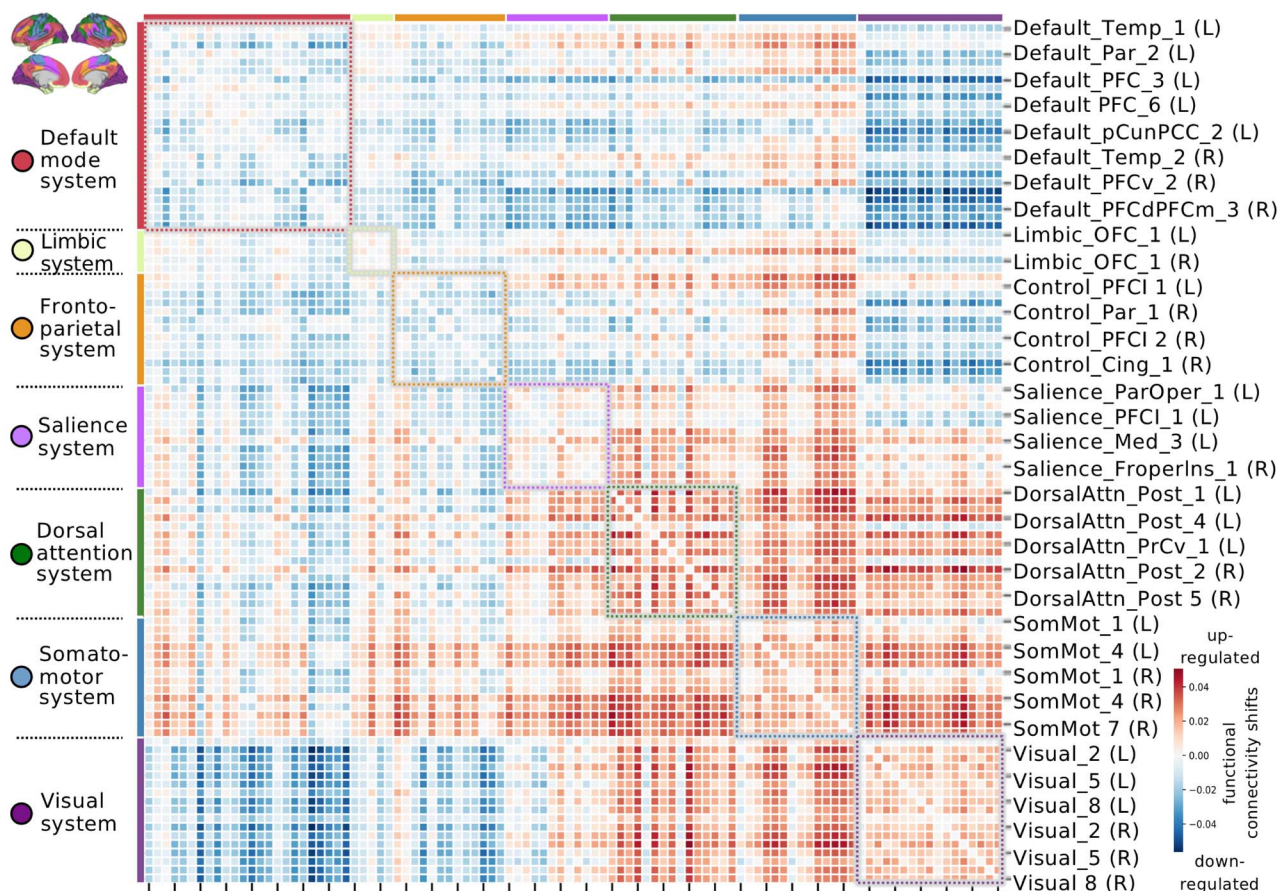 Default
mode
system
Limbic
system
Fronto-
parietal
system
Salience
system
Dorsal
attention
system
Somato-
motor
system
Visual
system
Default_Temp_1 (L)
Default_Par_2 (L)
Default_PFC_3 (L)
Default PFC_6 (L)
Default_pCunPCC_2 (L)
Default_Temp_2 (R)
Default_PFCv_2 (R)
Default_PFCdPFCm_3 (R)
Limbic_OFC_1 (L)
Limbic_OFC_1 (R)
Control_PFCl 1 (L)
Control_Par_1 (R)
Control_PFCl 2 (R)
Control_Cing_1 (R)
Salience_ParOper_1 (L)
Salience_PFCl_1 (L)
Salience_Med_3 (L)
Salience_FroperIns_1 (R)
DorsalAttn_Post_1 (L)
DorsalAttn_Post_4 (L)
DorsalAttn_PrCv_1 (L)
DorsalAttn_Post_2 (R)
DorsalAttn_Post 5 (R)
SomMot_1 (L)
SomMot_4 (L)
SomMot_1 (R)
SomMot_4 (R)
SomMot 7 (R)
Visual_2 (L)
Visual_5 (L)
Visual_8 (L)
Visual_2 (R)
Visual_5 (R)
Visual 8 (R)
up-
regulated
0.04
0.02
0.00
−0.02
−0.04
functional
connectivity shifts
down-
regulated